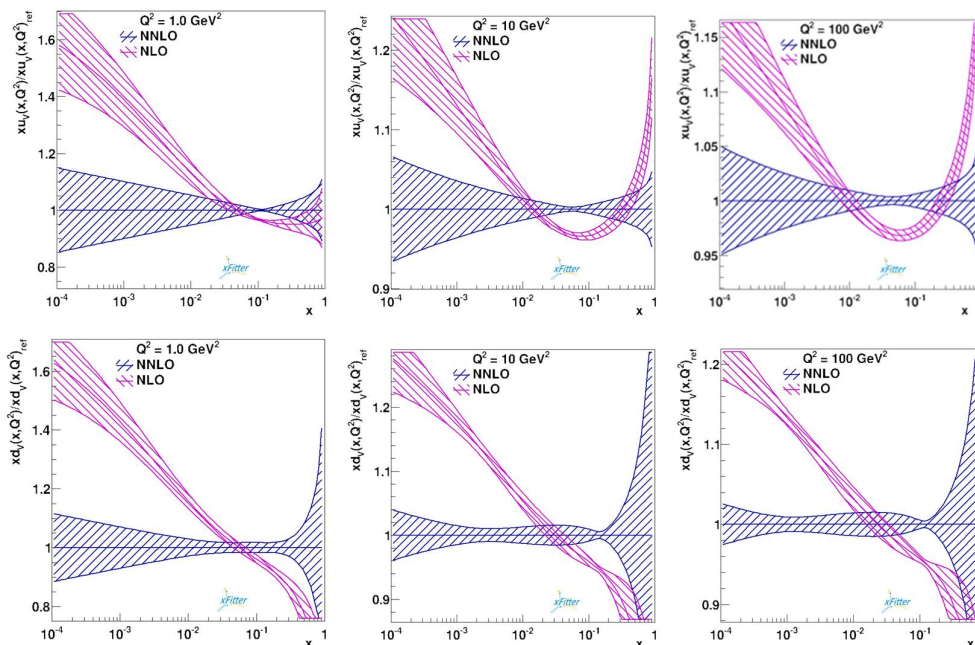 Q² = 1.0 GeV²
NNLO
NLO
xu_V(x,Q²)/xu_V(x,Q²)_ref
1.6
1.4
1.2
1
0.8
10⁻⁴
10⁻³
10⁻²
10⁻¹
1
x
xFitter
Q² = 10 GeV²
NNLO
NLO
xu_V(x,Q²)/xu_V(x,Q²)_ref
1.2
1.1
1
0.9
10⁻⁴
10⁻³
10⁻²
10⁻¹
1
x
xFitter
Q² = 100 GeV²
NNLO
NLO
xu_V(x,Q²)/xu_V(x,Q²)_ref
1.15
1.1
1.05
1
0.95
10⁻⁴
10⁻³
10⁻²
10⁻¹
x
xFitter
Q² = 1.0 GeV²
NNLO
NLO
xd_V(x,Q²)/xd_V(x,Q²)_ref
1.6
1.4
1.2
1
0.8
10⁻⁴
10⁻³
10⁻²
10⁻¹
1
x
xFitter
Q² = 10 GeV²
NNLO
NLO
xd_V(x,Q²)/xd_V(x,Q²)_ref
1.2
1.1
1
0.9
10⁻⁴
10⁻³
10⁻²
10⁻¹
1
x
xFitter
Q² = 100 GeV²
NNLO
NLO
xd_V(x,Q²)/xd_V(x,Q²)_ref
1.2
1.1
1
0.9
10⁻⁴
10⁻³
10⁻²
10⁻¹
x
xFitter